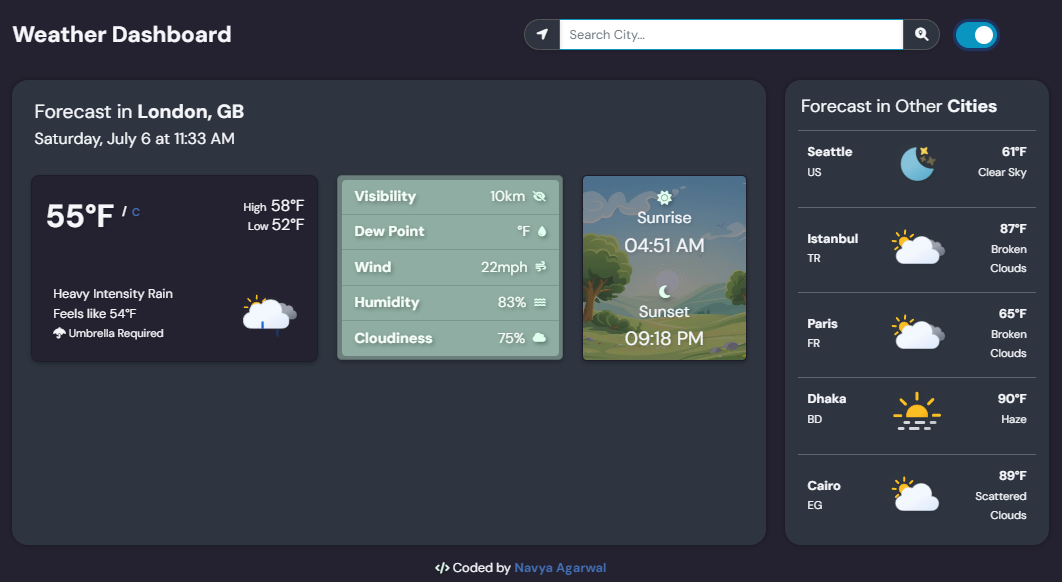 Weather Dashboard
Search City...
Forecast in London, GB
Saturday, July 6 at 11:33 AM
55°F / C
High 58°F
Low 52°F
Heavy Intensity Rain
Feels like 54°F
Umbrella Required
Visibility 10km
Dew Point °F
Wind 22mph
Humidity 83%
Cloudiness 75%
Sunrise
04:51 AM
Sunset
09:18 PM
Forecast in Other Cities
Seattle 61°F
US Clear Sky
Istanbul 87°F
TR Broken
Clouds
Paris 65°F
FR Broken
Clouds
Dhaka 90°F
BD Haze
Cairo 89°F
EG Scattered
Clouds
</> Coded by Navya Agarwal